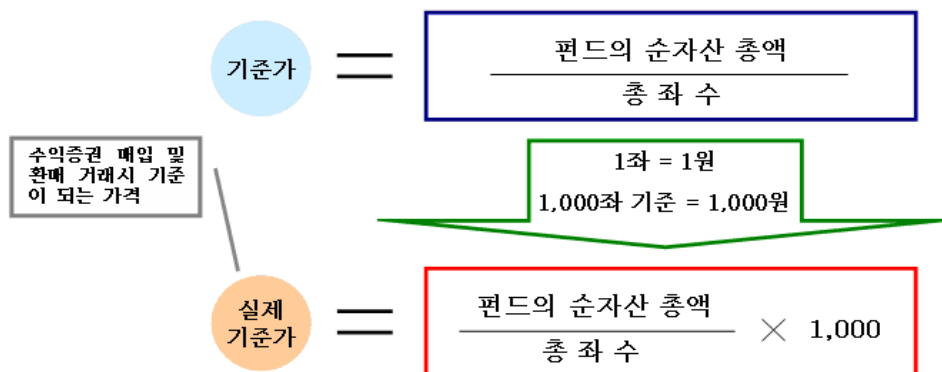 기준가
=
펀드의 순자산 총액
총 좌 수
수익증권 매입 및
환매 거래시 기준
이 되는 가격
1좌 = 1원
1,000좌 기준 = 1,000원
실제
기준가
=
펀드의 순자산 총액
총 좌 수
× 1,000